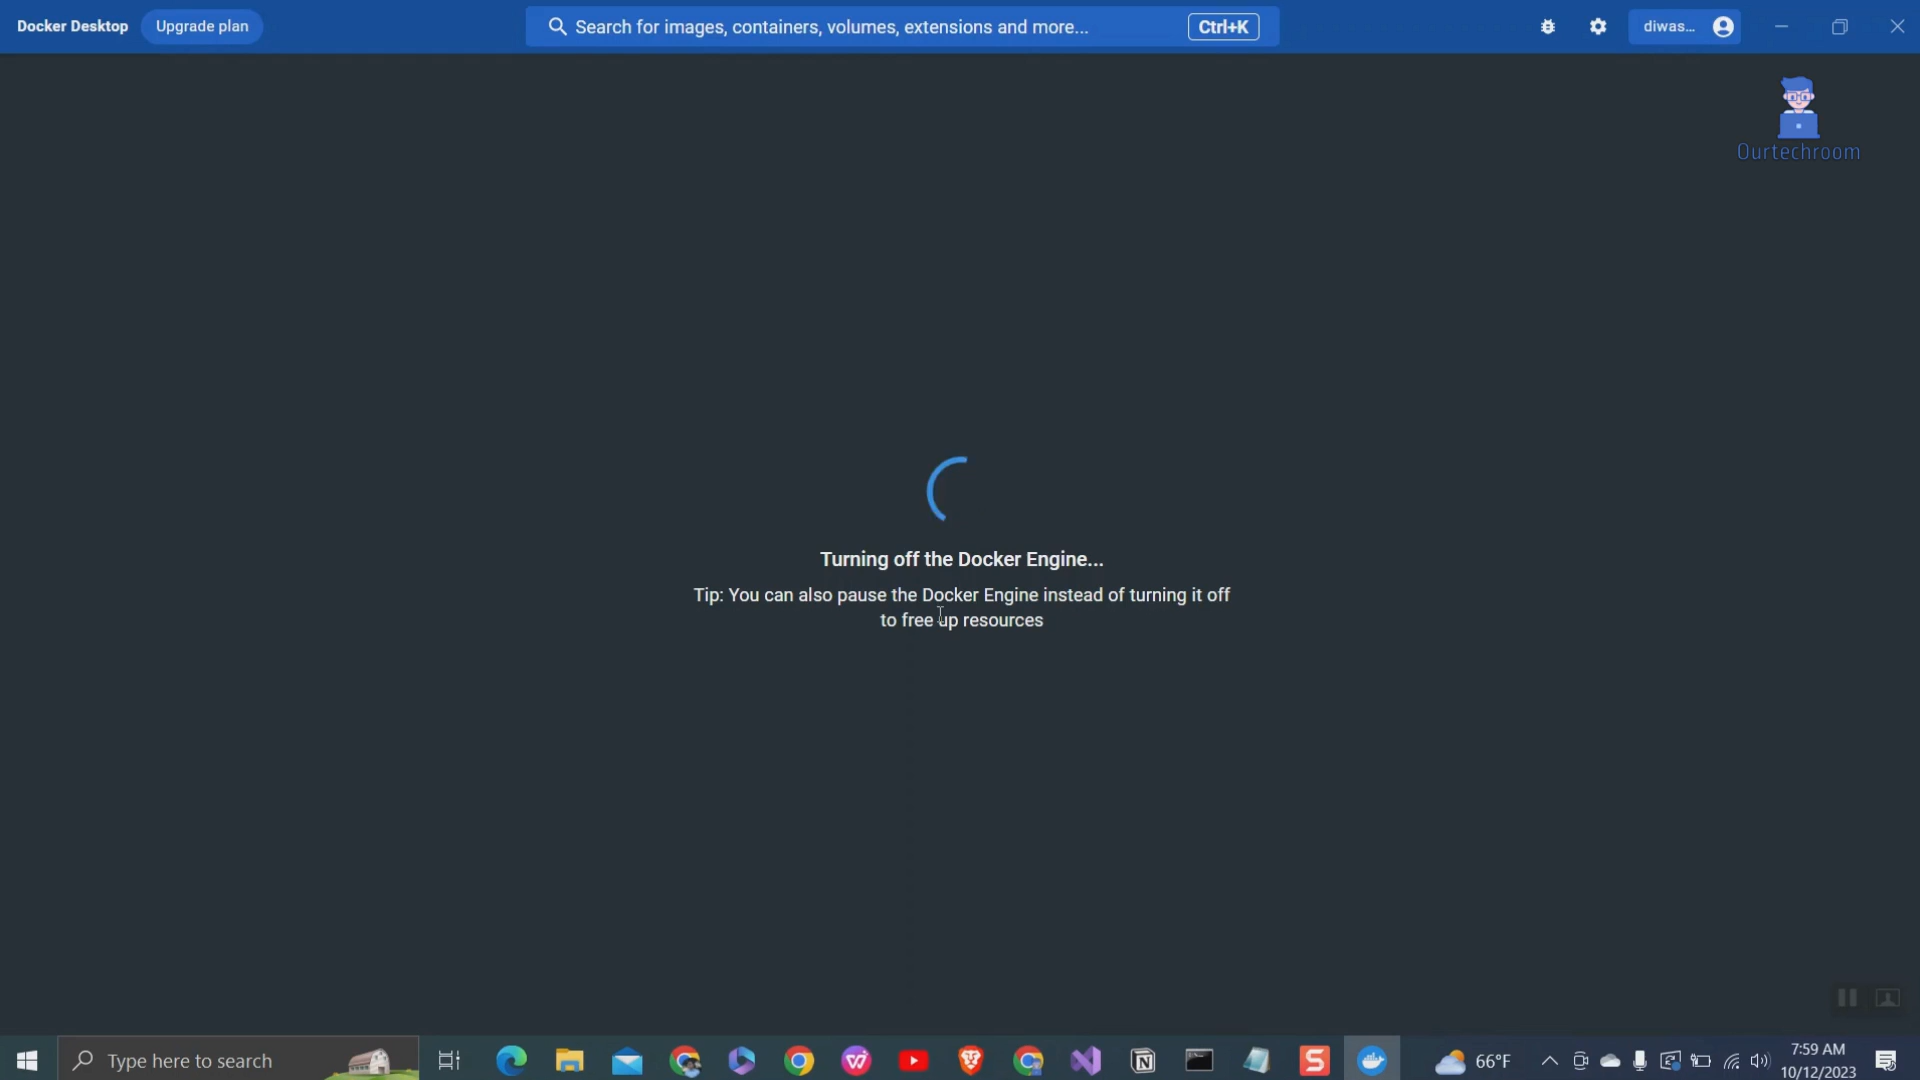 Docker Desktop
Upgrade plan
Search for images, containers, volumes, extensions and more...
Ctrl+K
diwas...
Ourtechroom
Turning off the Docker Engine...
Tip: You can also pause the Docker Engine instead of turning it off
to free up resources
Type here to search
66°F
7:59 AM
10/12/2023